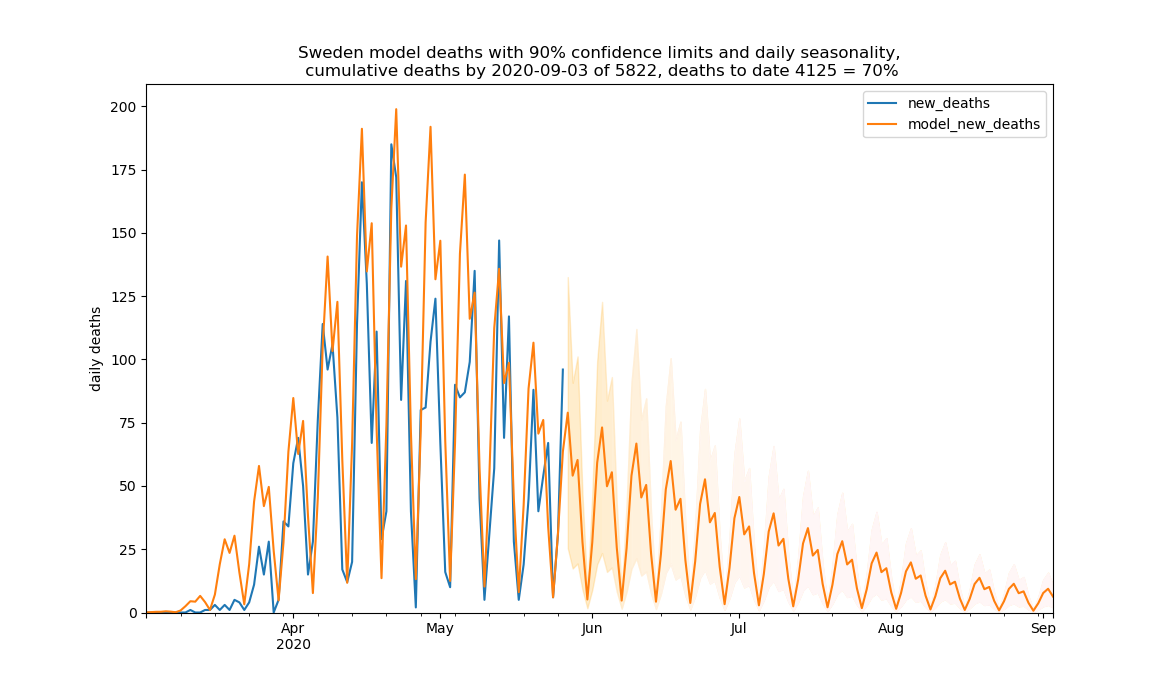 Sweden model deaths with 90% confidence limits and daily seasonality,
cumulative deaths by 2020-09-03 of 5822, deaths to date 4125 = 70%
new_deaths
model_new_deaths
daily deaths
200
175
150
125
100
75
50
25
0
Apr
2020
May
Jun
Jul
Aug
Sep